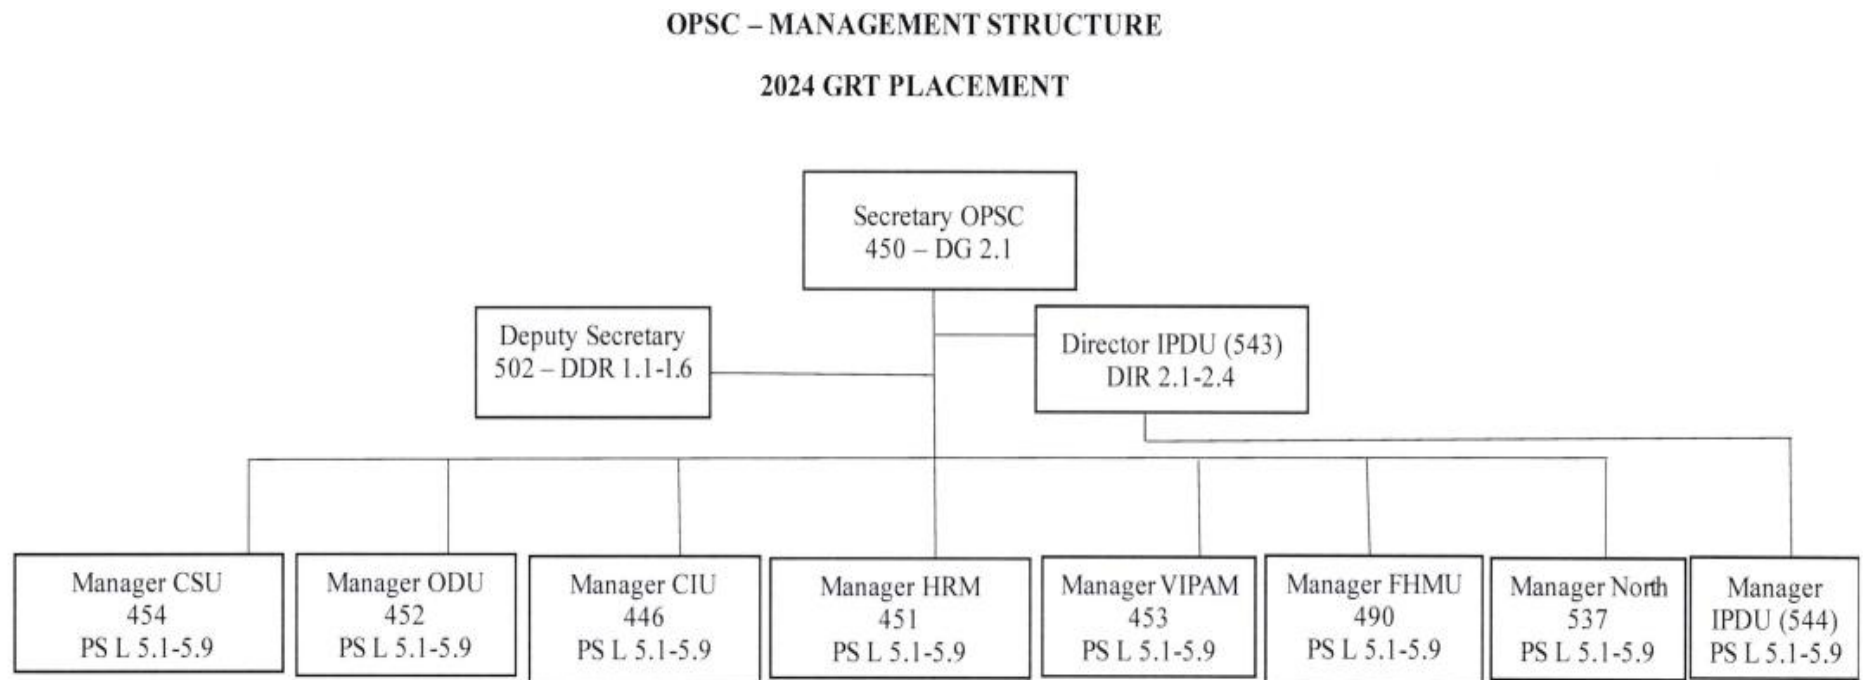 OPSC – MANAGEMENT STRUCTURE
2024 GRT PLACEMENT
Secretary OPSC
450 – DG 2.1
Deputy Secretary
502 – DDR 1.1-1.6
Director IPDU (543)
DIR 2.1-2.4
Manager CSU
454
PS L 5.1-5.9
Manager ODU
452
PS L 5.1-5.9
Manager CIU
446
PS L 5.1-5.9
Manager HRM
451
PS L 5.1-5.9
Manager VIPAM
453
PS L 5.1-5.9
Manager FHMU
490
PS L 5.1-5.9
Manager North
537
PS L 5.1-5.9
Manager
IPDU (544)
PS L 5.1-5.9